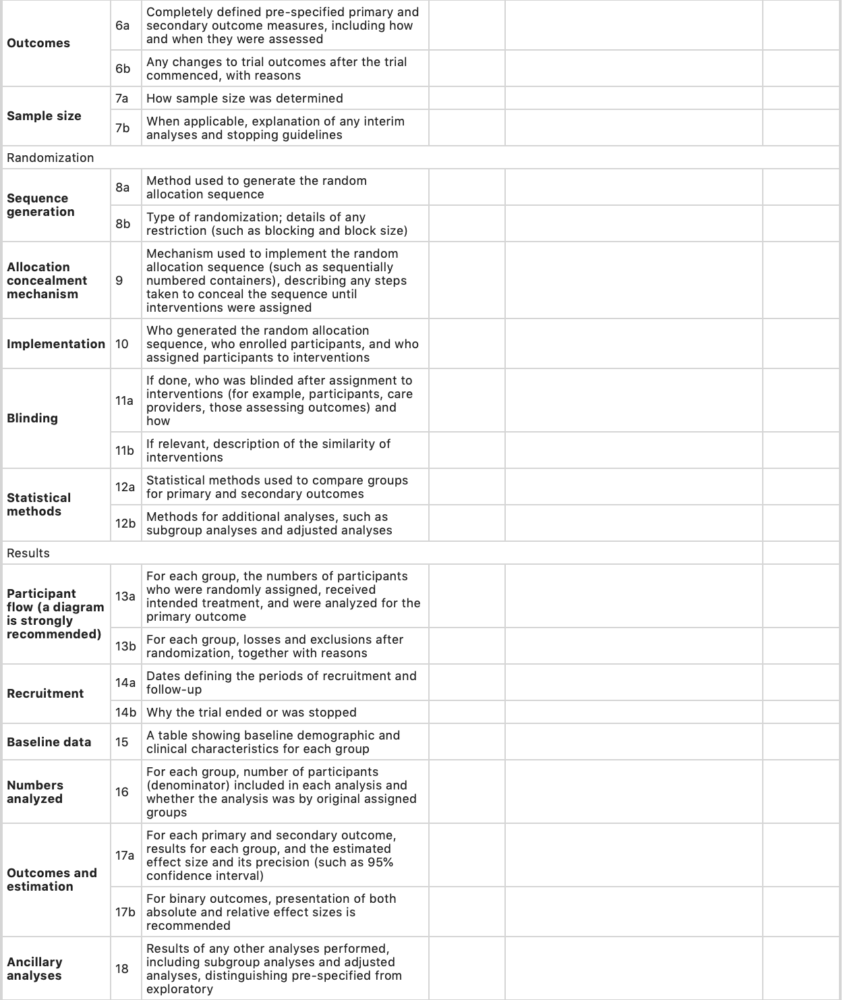 Outcomes
6a
Completely defined pre-specified primary and
secondary outcome measures, including how
and when they were assessed
6b
Any changes to trial outcomes after the trial
commenced, with reasons
Sample size
7a
How sample size was determined
7b
When applicable, explanation of any interim
analyses and stopping guidelines
Randomization
Sequence
generation
8a
Method used to generate the random
allocation sequence
8b
Type of randomization; details of any
restriction (such as blocking and block size)
Allocation
concealment
mechanism
9
Mechanism used to implement the random
allocation sequence (such as sequentially
numbered containers), describing any steps
taken to conceal the sequence until
interventions were assigned
Implementation
10
Who generated the random allocation
sequence, who enrolled participants, and who
assigned participants to interventions
Blinding
11a
If done, who was blinded after assignment to
interventions (for example, participants, care
providers, those assessing outcomes) and
how
11b
If relevant, description of the similarity of
interventions
Statistical
methods
12a
Statistical methods used to compare groups
for primary and secondary outcomes
12b
Methods for additional analyses, such as
subgroup analyses and adjusted analyses
Results
Participant
flow (a diagram
is strongly
recommended)
13a
For each group, the numbers of participants
who were randomly assigned, received
intended treatment, and were analyzed for the
primary outcome
13b
For each group, losses and exclusions after
randomization, together with reasons
Recruitment
14a
Dates defining the periods of recruitment and
follow-up
14b
Why the trial ended or was stopped
Baseline data
15
A table showing baseline demographic and
clinical characteristics for each group
Numbers
analyzed
16
For each group, number of participants
(denominator) included in each analysis and
whether the analysis was by original assigned
groups
Outcomes and
estimation
17a
For each primary and secondary outcome,
results for each group, and the estimated
effect size and its precision (such as 95%
confidence interval)
17b
For binary outcomes, presentation of both
absolute and relative effect sizes is
recommended
Ancillary
analyses
18
Results of any other analyses performed,
including subgroup analyses and adjusted
analyses, distinguishing pre-specified from
exploratory